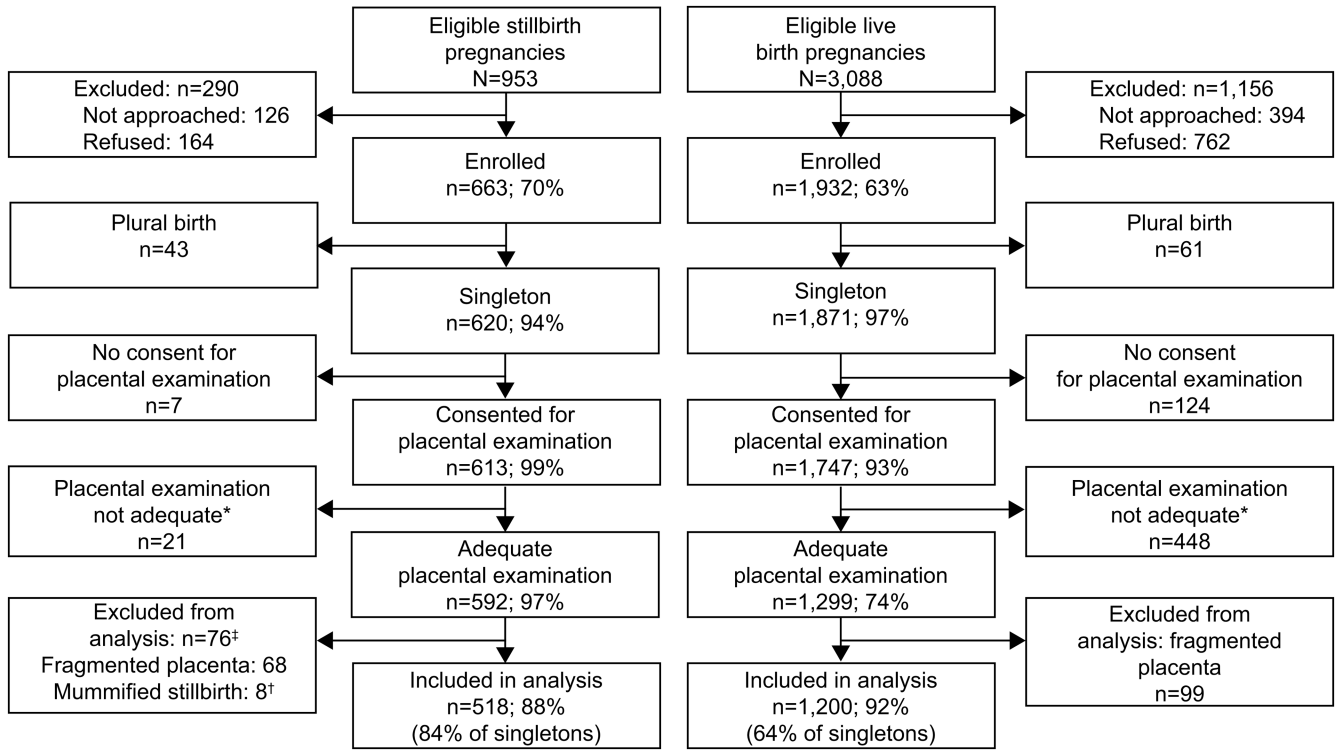 Eligible stillbirth
pregnancies
N=953
Eligible live
birth pregnancies
N=3,088
Excluded: n=290
Not approached: 126
Refused: 164
Excluded: n=1,156
Not approached: 394
Refused: 762
Enrolled
n=663; 70%
Enrolled
n=1,932; 63%
Plural birth
n=43
Plural birth
n=61
Singleton
n=620; 94%
Singleton
n=1,871; 97%
No consent for
placental examination
n=7
No consent
for placental examination
n=124
Consented for
placental examination
n=613; 99%
Consented for
placental examination
n=1,747; 93%
Placental examination
not adequate*
n=21
Placental examination
not adequate*
n=448
Adequate
placental examination
n=592; 97%
Adequate
placental examination
n=1,299; 74%
Excluded from
analysis: n=76‡
Fragmented placenta: 68
Mummified stillbirth: 8†
Excluded from
analysis: fragmented
placenta
n=99
Included in analysis
n=518; 88%
(84% of singletons)
Included in analysis
n=1,200; 92%
(64% of singletons)